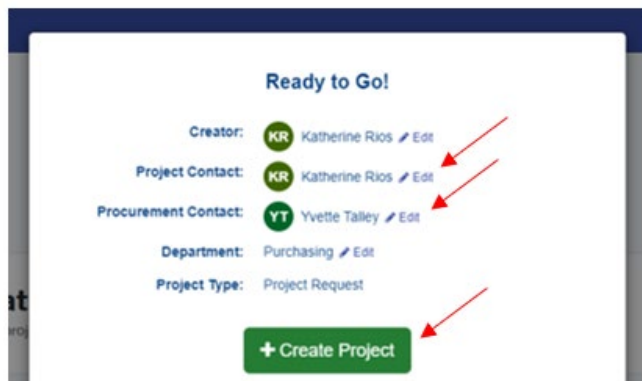 Ready to Go!
Creator: KR Katherine Rios Edit
Project Contact: KR Katherine Rios Edit
Procurement Contact: YT Yvette Talley Edit
Department: Purchasing Edit
Project Type: Project Request
+ Create Project